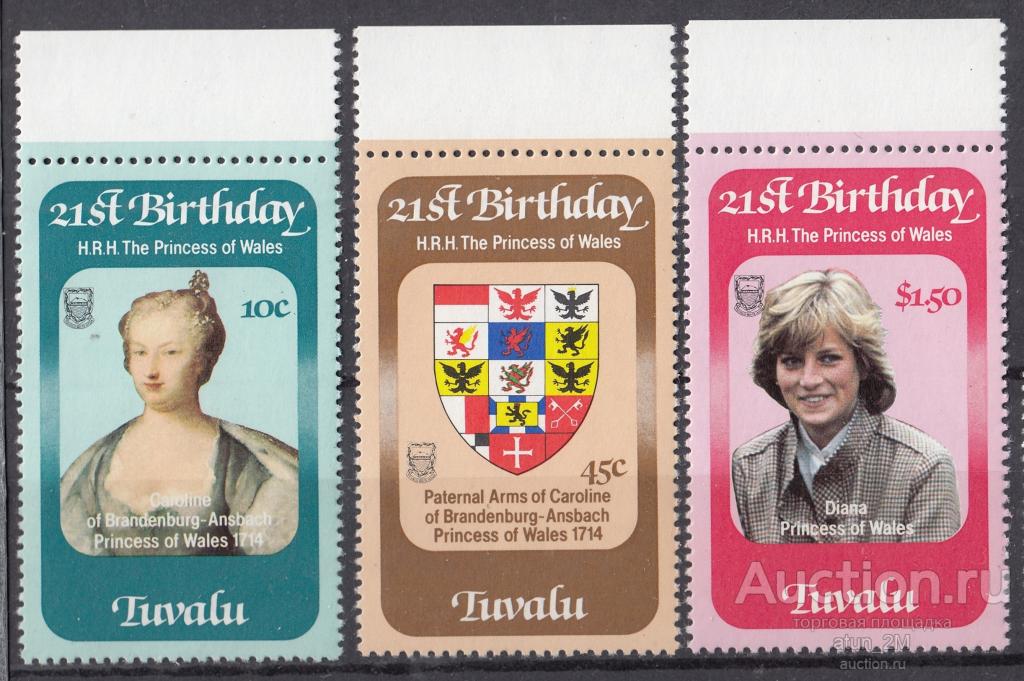 21st Birthday
H.R.H. The Princess of Wales
10c
Caroline
of Brandenburg-Ansbach
Princess of Wales 1714
Tuvalu
21st Birthday
H.R.H. The Princess of Wales
45c
Paternal Arms of Caroline
of Brandenburg-Ansbach
Princess of Wales 1714
Tuvalu
21st Birthday
H.R.H. The Princess of Wales
$1.50
Diana
Princess of Wales
Tuvalu
Auction.ru
торговая площадка
atun_2M
auction.ru